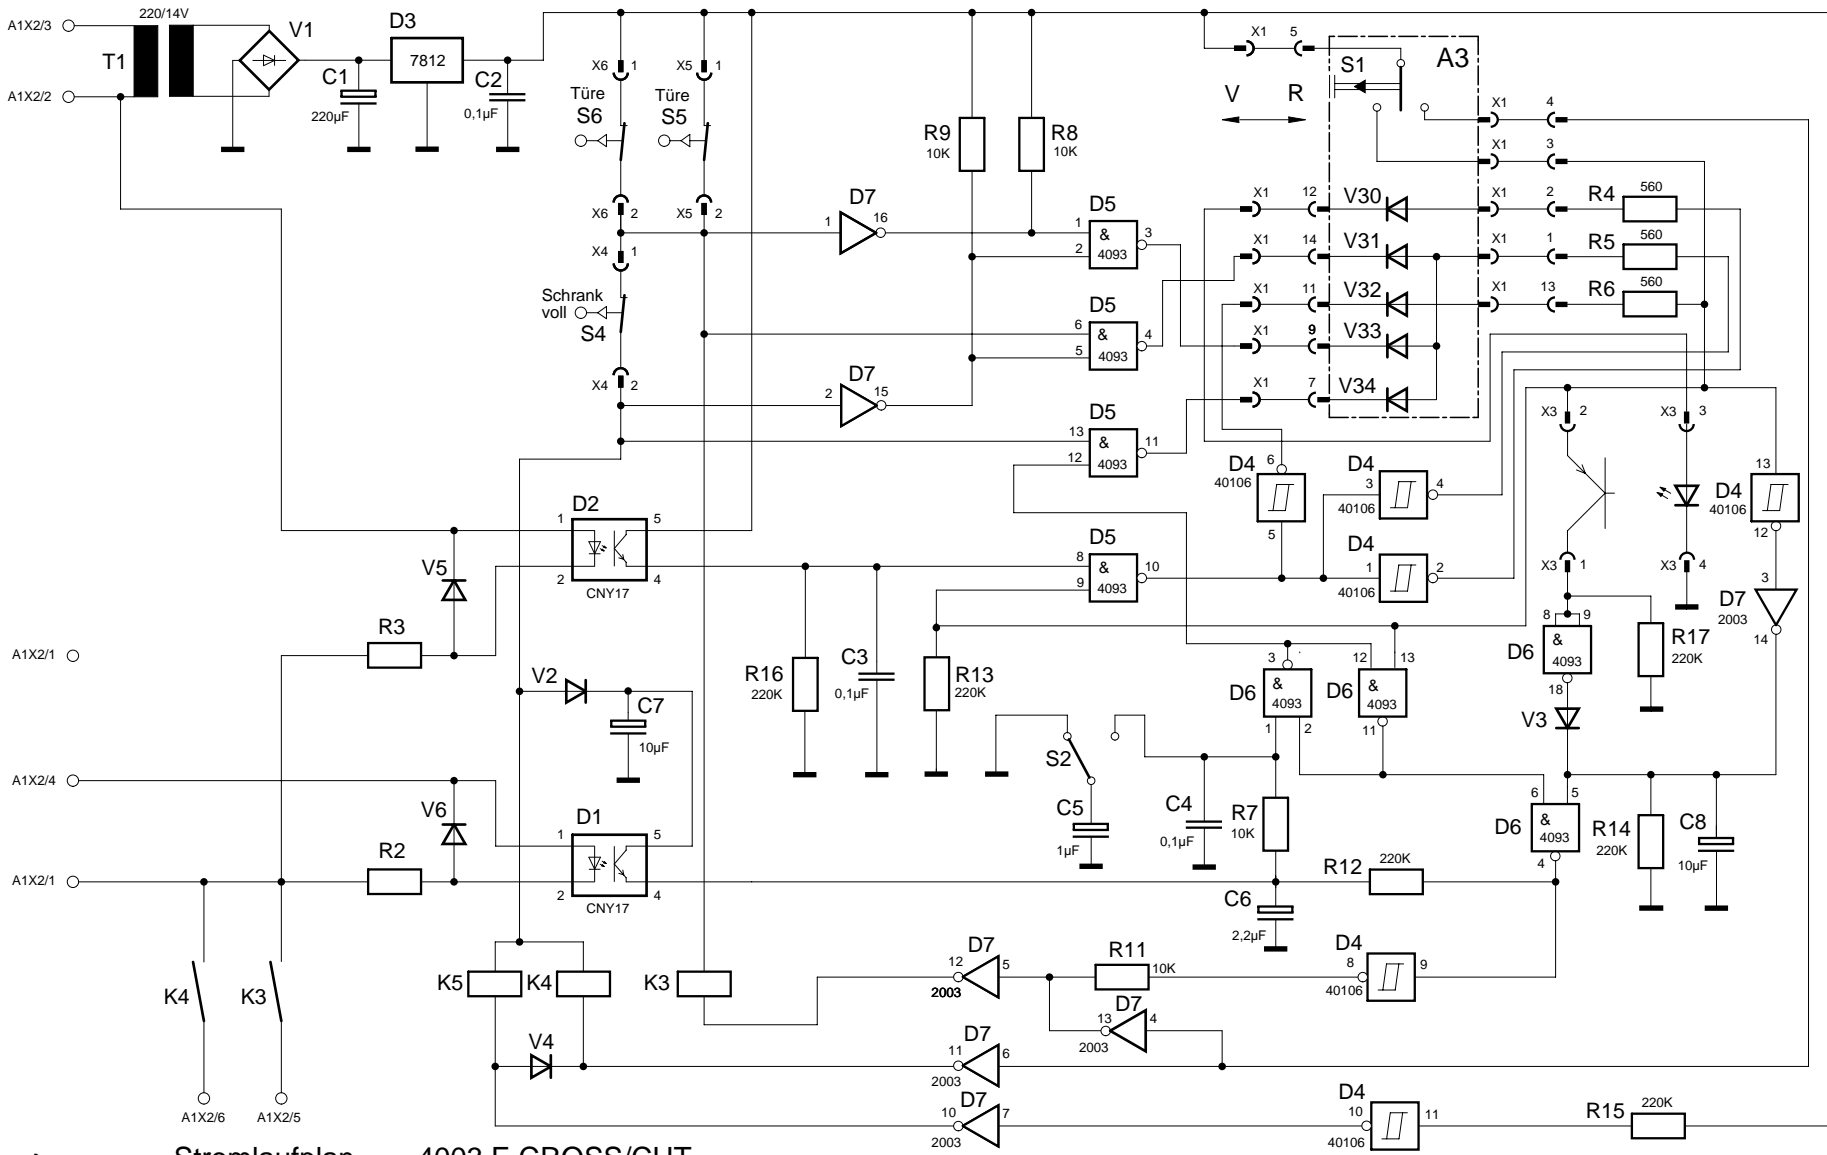 A1X2/3
220/14V
T1
V1
D3
7812
C1
220µF
C2
0,1µF
A1X2/2
X6 1
X5 1
Türe
S6
Türe
S5
X6 2
X5 2
X4 1
Schrank
voll
S4
X4 2
R9
10K
R8
10K
X1 5
A3
S1
V R
X1 4
X1 3
X1 12 V30 X1 2 R4 560
X1 14 V31 X1 1 R5 560
X1 11 V32 X1 13 R6 560
X1 9 V33
X1 7 V34
D7
1 16
D5
1 & 3
2 4093
D5
6 & 4
5 4093
D7
2 15
D5
13 & 11
12 4093
D4 6
40106
5
D4
3 4
40106
D4
1 2
40106
X3 2
X3 3
X3 1
X3 4
13
D4
40106
12
3
D7
2003
14
D2
1 5
2 4
CNY17
V5
R3
A1X2/1
D5
8 & 10
9 4093
R16
220K
C3
0,1µF
R13
220K
8 9
D6 &
4093
18
R17
220K
V3
3
D6 &
4093
1 2
12 13
D6 &
4093
11
V2
C7
10µF
S2
C5
1µF
C4
0,1µF
R7
10K
6 5
D6 &
4093
4
R14
220K
C8
10µF
A1X2/4
V6
D1
1 5
2 4
CNY17
R2
A1X2/1
R12
220K
C6
2,2µF
K4
K3
K5
K4
K3
D7
12 5
2003
R11
10K
D4
8 9
40106
D7
13 4
2003
V4
D7
11 6
2003
D7
10 7
2003
D4
10 11
40106
R15
220K
A1X2/6
A1X2/5
Stromlaufplan 4002 E CROSS/CUT